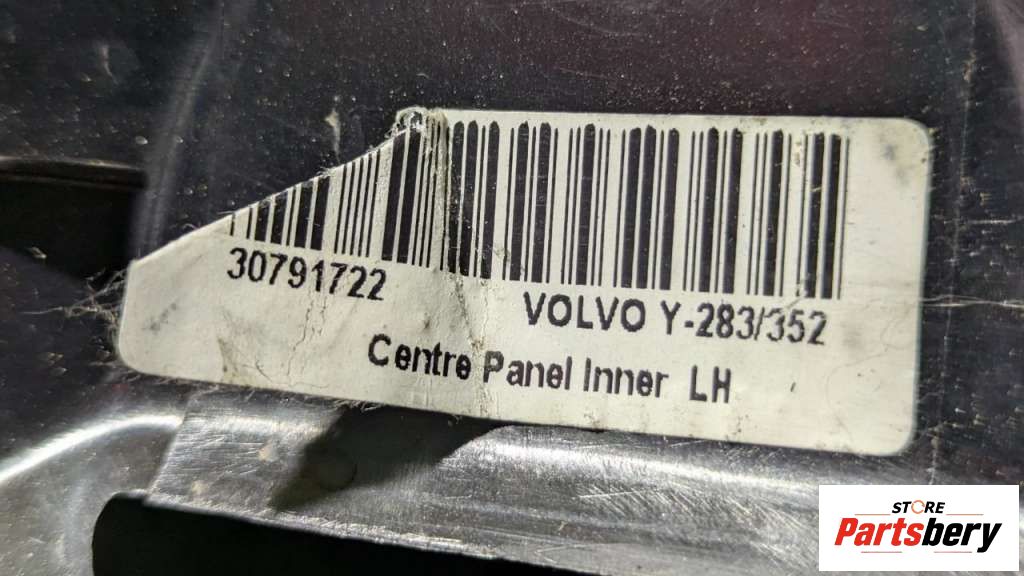 30791722
VOLVO Y-283/352
Centre Panel Inner LH
STORE
Partsbery